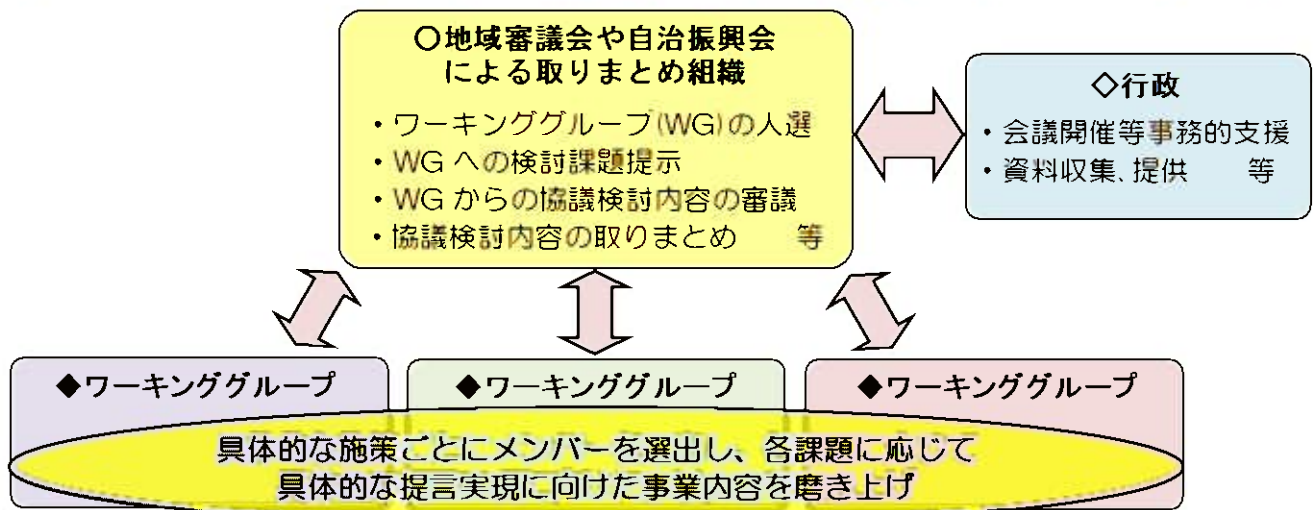 〇地域審議会や自治振興会
による取りまとめ組織
・ワーキンググループ(WG)の人選
・WG への検討課題提示
・WG からの協議検討内容の審議
・協議検討内容の取りまとめ　等
◇行政
・会議開催等事務的支援
・資料収集、提供　等
◆ワーキンググループ
◆ワーキンググループ
◆ワーキンググループ
具体的な施策ごとにメンバーを選出し、各課題に応じて
具体的な提言実現に向けた事業内容を磨き上げ